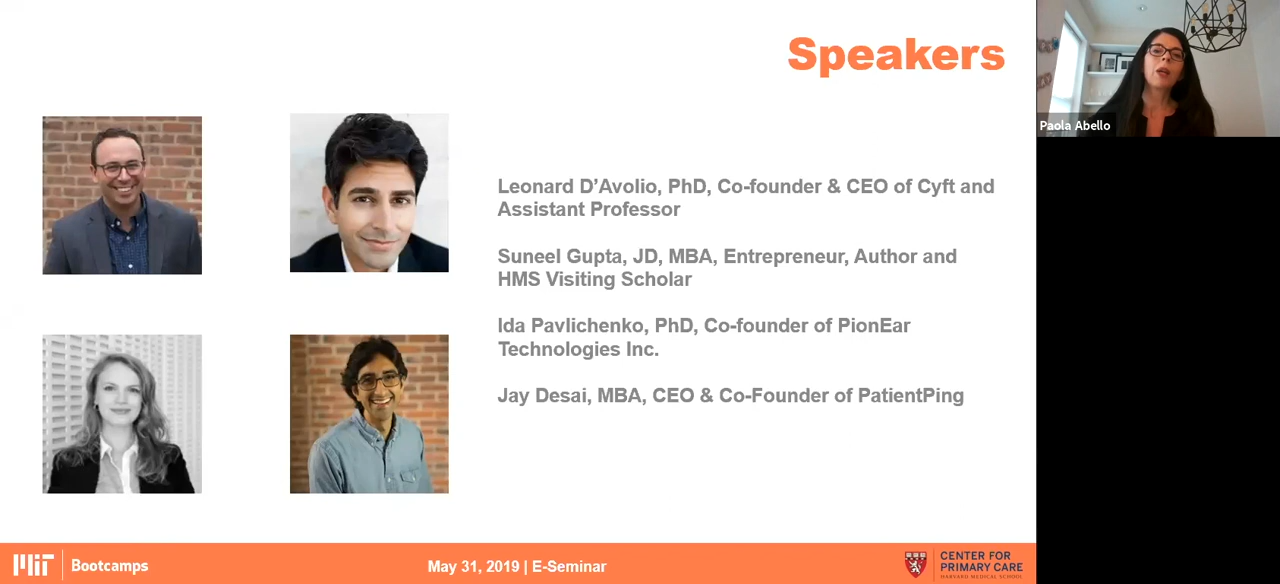 Speakers
Paola Abello
Leonard D’Avolio, PhD, Co-founder & CEO of Cyft and
Assistant Professor
Suneel Gupta, JD, MBA, Entrepreneur, Author and
HMS Visiting Scholar
Ida Pavlichenko, PhD, Co-founder of PionEar
Technologies Inc.
Jay Desai, MBA, CEO & Co-Founder of PatientPing
MIT Bootcamps
May 31, 2019 | E-Seminar
CENTER FOR
PRIMARY CARE
HARVARD MEDICAL SCHOOL